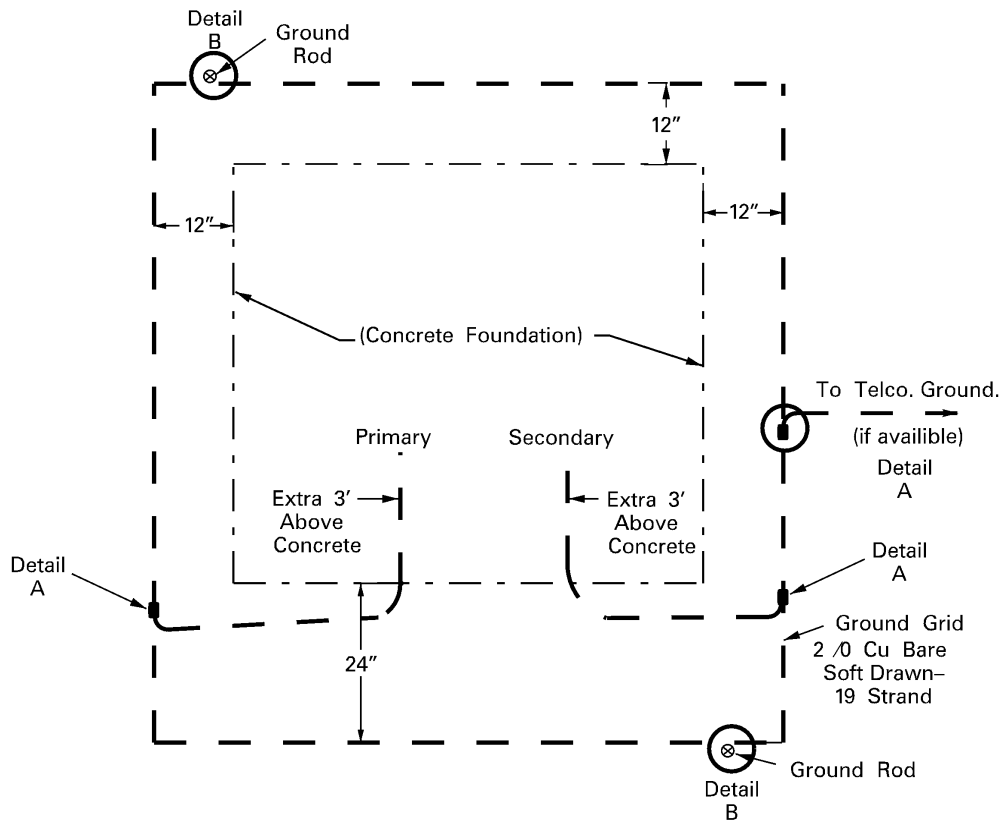 Detail
B
Ground
Rod
12″
12″
12″
(Concrete Foundation)
To Telco. Ground.
(if availible)
Detail
A
Primary
Secondary
Extra 3′
Above
Concrete
Extra 3′
Above
Concrete
Detail
A
Detail
A
Ground Grid
2 /0 Cu Bare
Soft Drawn–
19 Strand
24″
Ground Rod
Detail
B